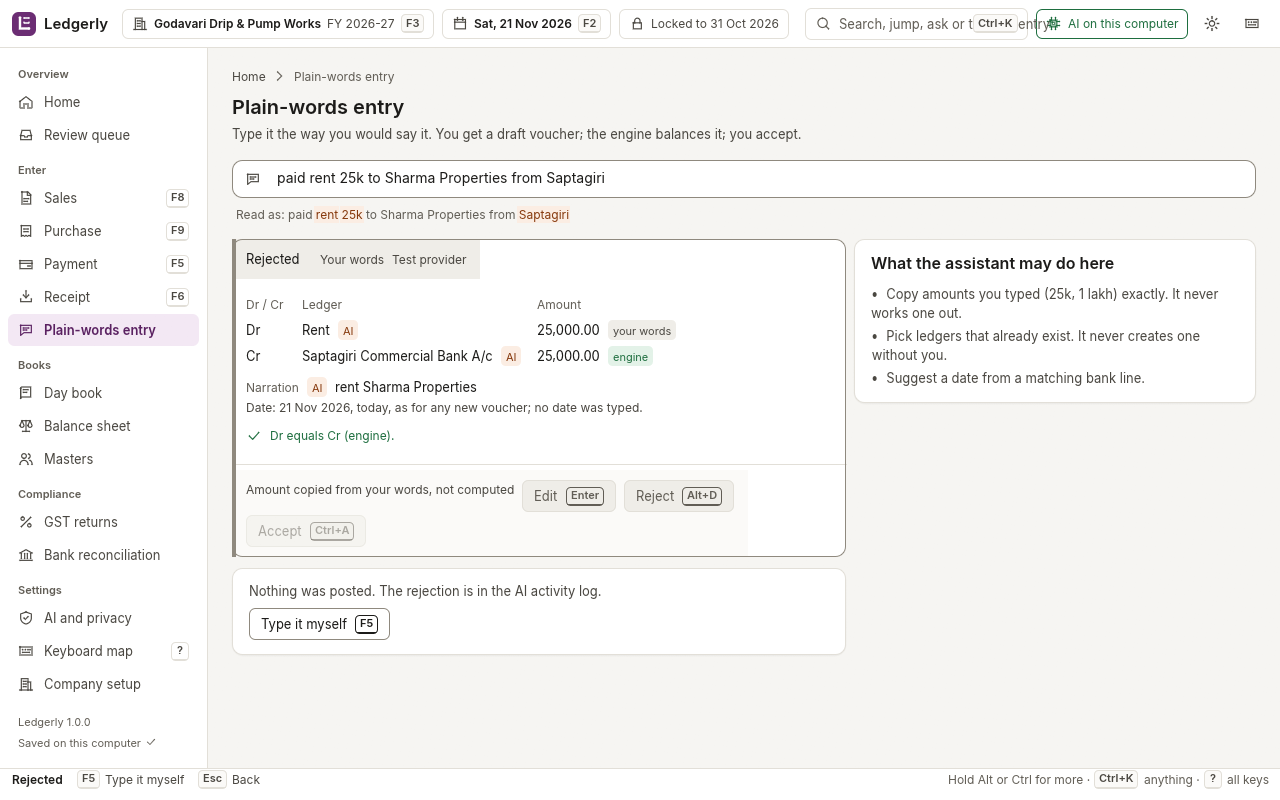 Ledgerly
Godavari Drip & Pump Works FY 2026-27 F3
Sat, 21 Nov 2026 F2
Locked to 31 Oct 2026
Search, jump, ask or t Ctrl+K entry
AI on this computer
Overview
Home
Review queue
Enter
Sales F8
Purchase F9
Payment F5
Receipt F6
Plain-words entry
Books
Day book
Balance sheet
Masters
Compliance
GST returns
Bank reconciliation
Settings
AI and privacy
Keyboard map ?
Company setup
Ledgerly 1.0.0
Saved on this computer
Home > Plain-words entry
Plain-words entry
Type it the way you would say it. You get a draft voucher; the engine balances it; you accept.
paid rent 25k to Sharma Properties from Saptagiri
Read as: paid rent 25k to Sharma Properties from Saptagiri
Rejected Your words Test provider
Dr / Cr Ledger Amount
Dr Rent AI 25,000.00 your words
Cr Saptagiri Commercial Bank A/c AI 25,000.00 engine
Narration AI rent Sharma Properties
Date: 21 Nov 2026, today, as for any new voucher; no date was typed.
Dr equals Cr (engine).
Amount copied from your words, not computed Edit Enter Reject Alt+D
Accept Ctrl+A
Nothing was posted. The rejection is in the AI activity log.
Type it myself F5
What the assistant may do here
• Copy amounts you typed (25k, 1 lakh) exactly. It never
works one out.
• Pick ledgers that already exist. It never creates one
without you.
• Suggest a date from a matching bank line.
Rejected F5 Type it myself Esc Back
Hold Alt or Ctrl for more · Ctrl+K anything · ? all keys